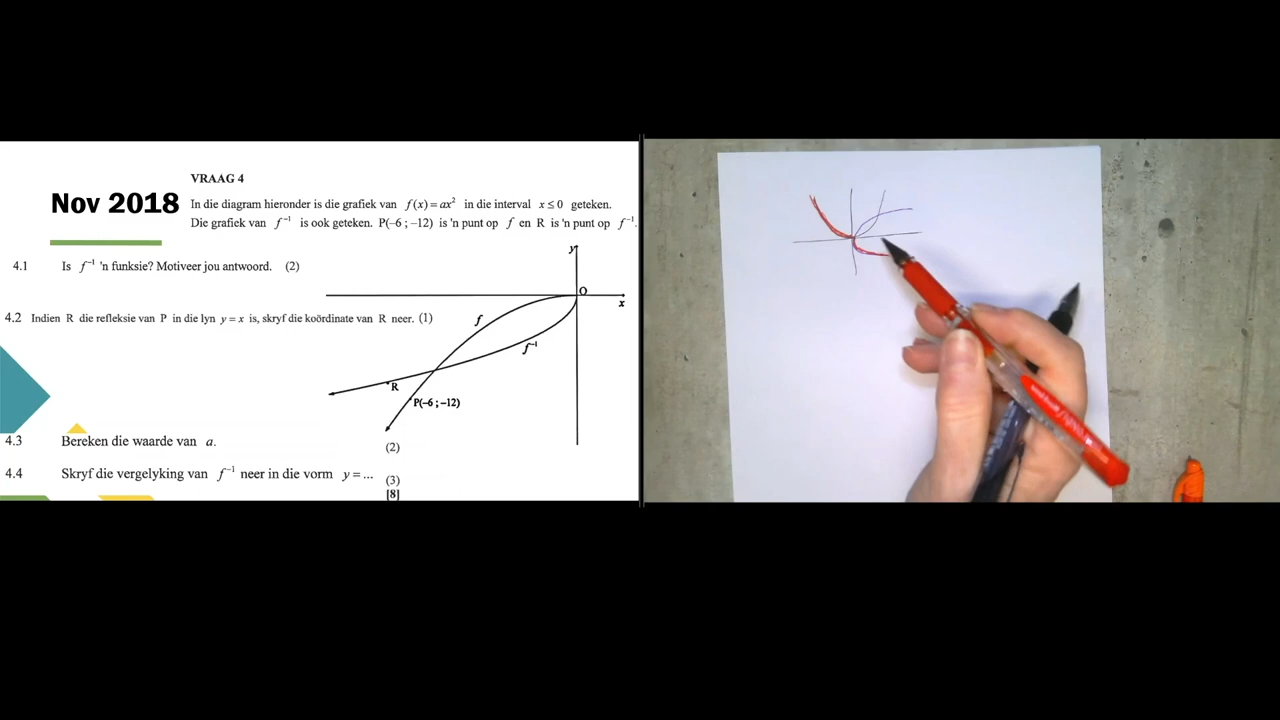 Nov 2018
VRAAG 4
In die diagram hieronder is die grafiek van f(x) = ax² in die interval x ≤ 0 geteken.
Die grafiek van f⁻¹ is ook geteken. P(–6 ; –12) is 'n punt op f en R is 'n punt op f⁻¹.
4.1 Is f⁻¹ 'n funksie? Motiveer jou antwoord. (2)
4.2 Indien R die refleksie van P in die lyn y = x is, skryf die koördinate van R neer. (1)
y
O
x
f
f⁻¹
R
P(–6 ; –12)
4.3 Bereken die waarde van a. (2)
4.4 Skryf die vergelyking van f⁻¹ neer in die vorm y = ... (3)
[8]